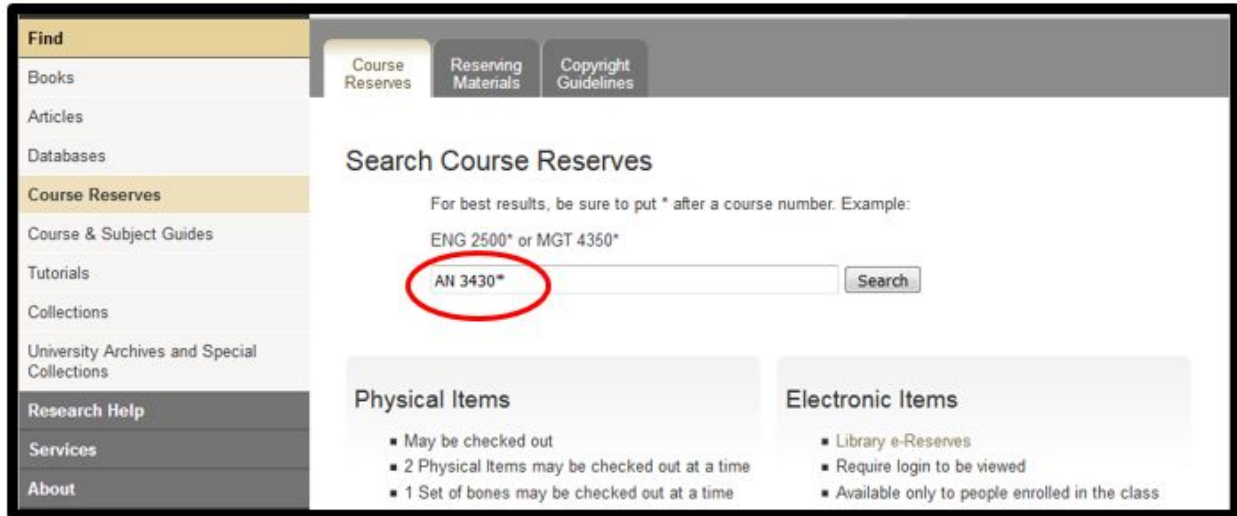 Find
Books
Articles
Databases
Course Reserves
Course & Subject Guides
Tutorials
Collections
University Archives and Special
Collections
Research Help
Services
About
Course
Reserves
Reserving
Materials
Copyright
Guidelines
Search Course Reserves
For best results, be sure to put * after a course number. Example:
ENG 2500* or MGT 4350*
AN 3430*
Search
Physical Items
▪ May be checked out
▪ 2 Physical Items may be checked out at a time
▪ 1 Set of bones may be checked out at a time
Electronic Items
▪ Library e-Reserves
▪ Require login to be viewed
▪ Available only to people enrolled in the class